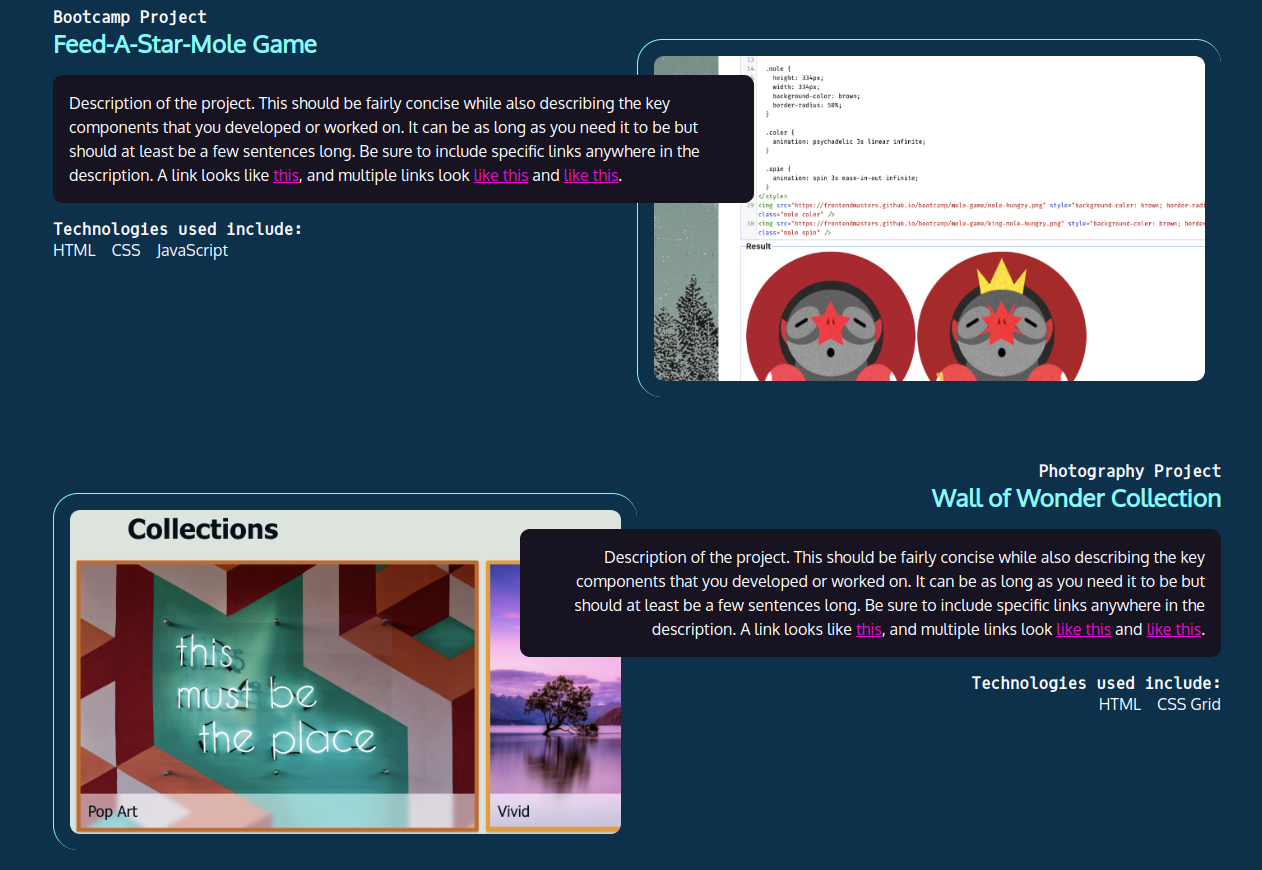 Bootcamp Project
Feed-A-Star-Mole Game
Description of the project. This should be fairly concise while also describing the key
components that you developed or worked on. It can be as long as you need it to be but
should at least be a few sentences long. Be sure to include specific links anywhere in the
description. A link looks like this, and multiple links look like this and like this.
Technologies used include:
HTML CSS JavaScript
13
14 .mole {
height: 334px;
width: 334px;
background-color: brown;
border-radius: 50%;
}
.color {
animation: psychadelic 3s linear infinite;
}
.spin {
animation: spin 3s ease-in-out infinite;
}
</style>
29 <img src="https://frontendmasters.github.io/bootcamp/mole-game/mole-hungry.png" style="background-color: brown; border-radi
class="mole color" />
30 <img src="https://frontendmasters.github.io/bootcamp/mole-game/king-mole-hungry.png" style="background-color: brown; borde
class="mole spin" />
Result
Photography Project
Wall of Wonder Collection
Description of the project. This should be fairly concise while also describing the key
components that you developed or worked on. It can be as long as you need it to be but
should at least be a few sentences long. Be sure to include specific links anywhere in the
description. A link looks like this, and multiple links look like this and like this.
Technologies used include:
HTML CSS Grid
Collections
this
must be
the place
Pop Art
Vivid